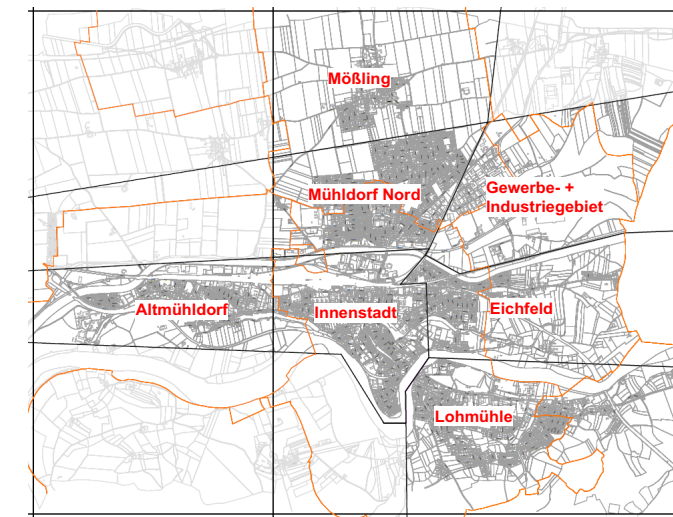 Mößling
Mühldorf Nord
Gewerbe- +
Industriegebiet
Altmühldorf
Innenstadt
Eichfeld
Lohmühle